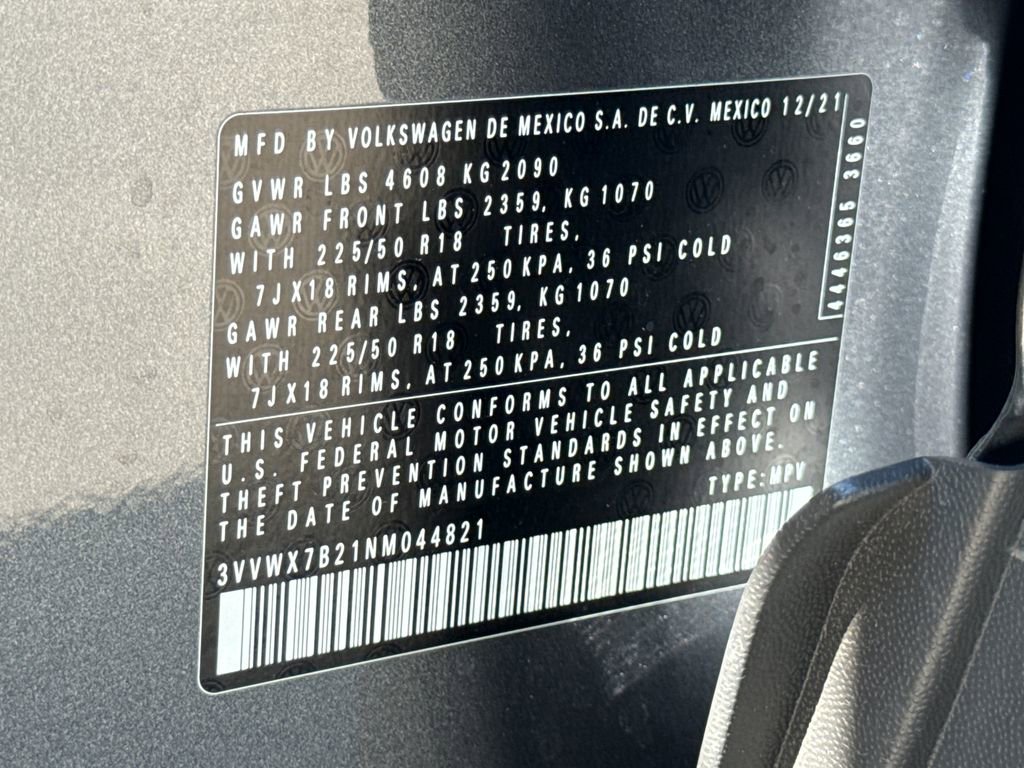 MFD BY VOLKSWAGEN DE MEXICO S.A. DE C.V. MEXICO 12/21
GVWR LBS 4608 KG 2090
GAWR FRONT LBS 2359, KG 1070
WITH 225/50 R18 TIRES,
7JX18 RIMS, AT 250 KPA, 36 PSI COLD
GAWR REAR LBS 2359, KG 1070
WITH 225/50 R18 TIRES,
7JX18 RIMS, AT 250 KPA, 36 PSI COLD
4446365 3660
THIS VEHICLE CONFORMS TO ALL APPLICABLE
U.S. FEDERAL MOTOR VEHICLE SAFETY AND
THEFT PREVENTION STANDARDS IN EFFECT ON
THE DATE OF MANUFACTURE SHOWN ABOVE.
TYPE:MPV
3VVWX7B21NM044821